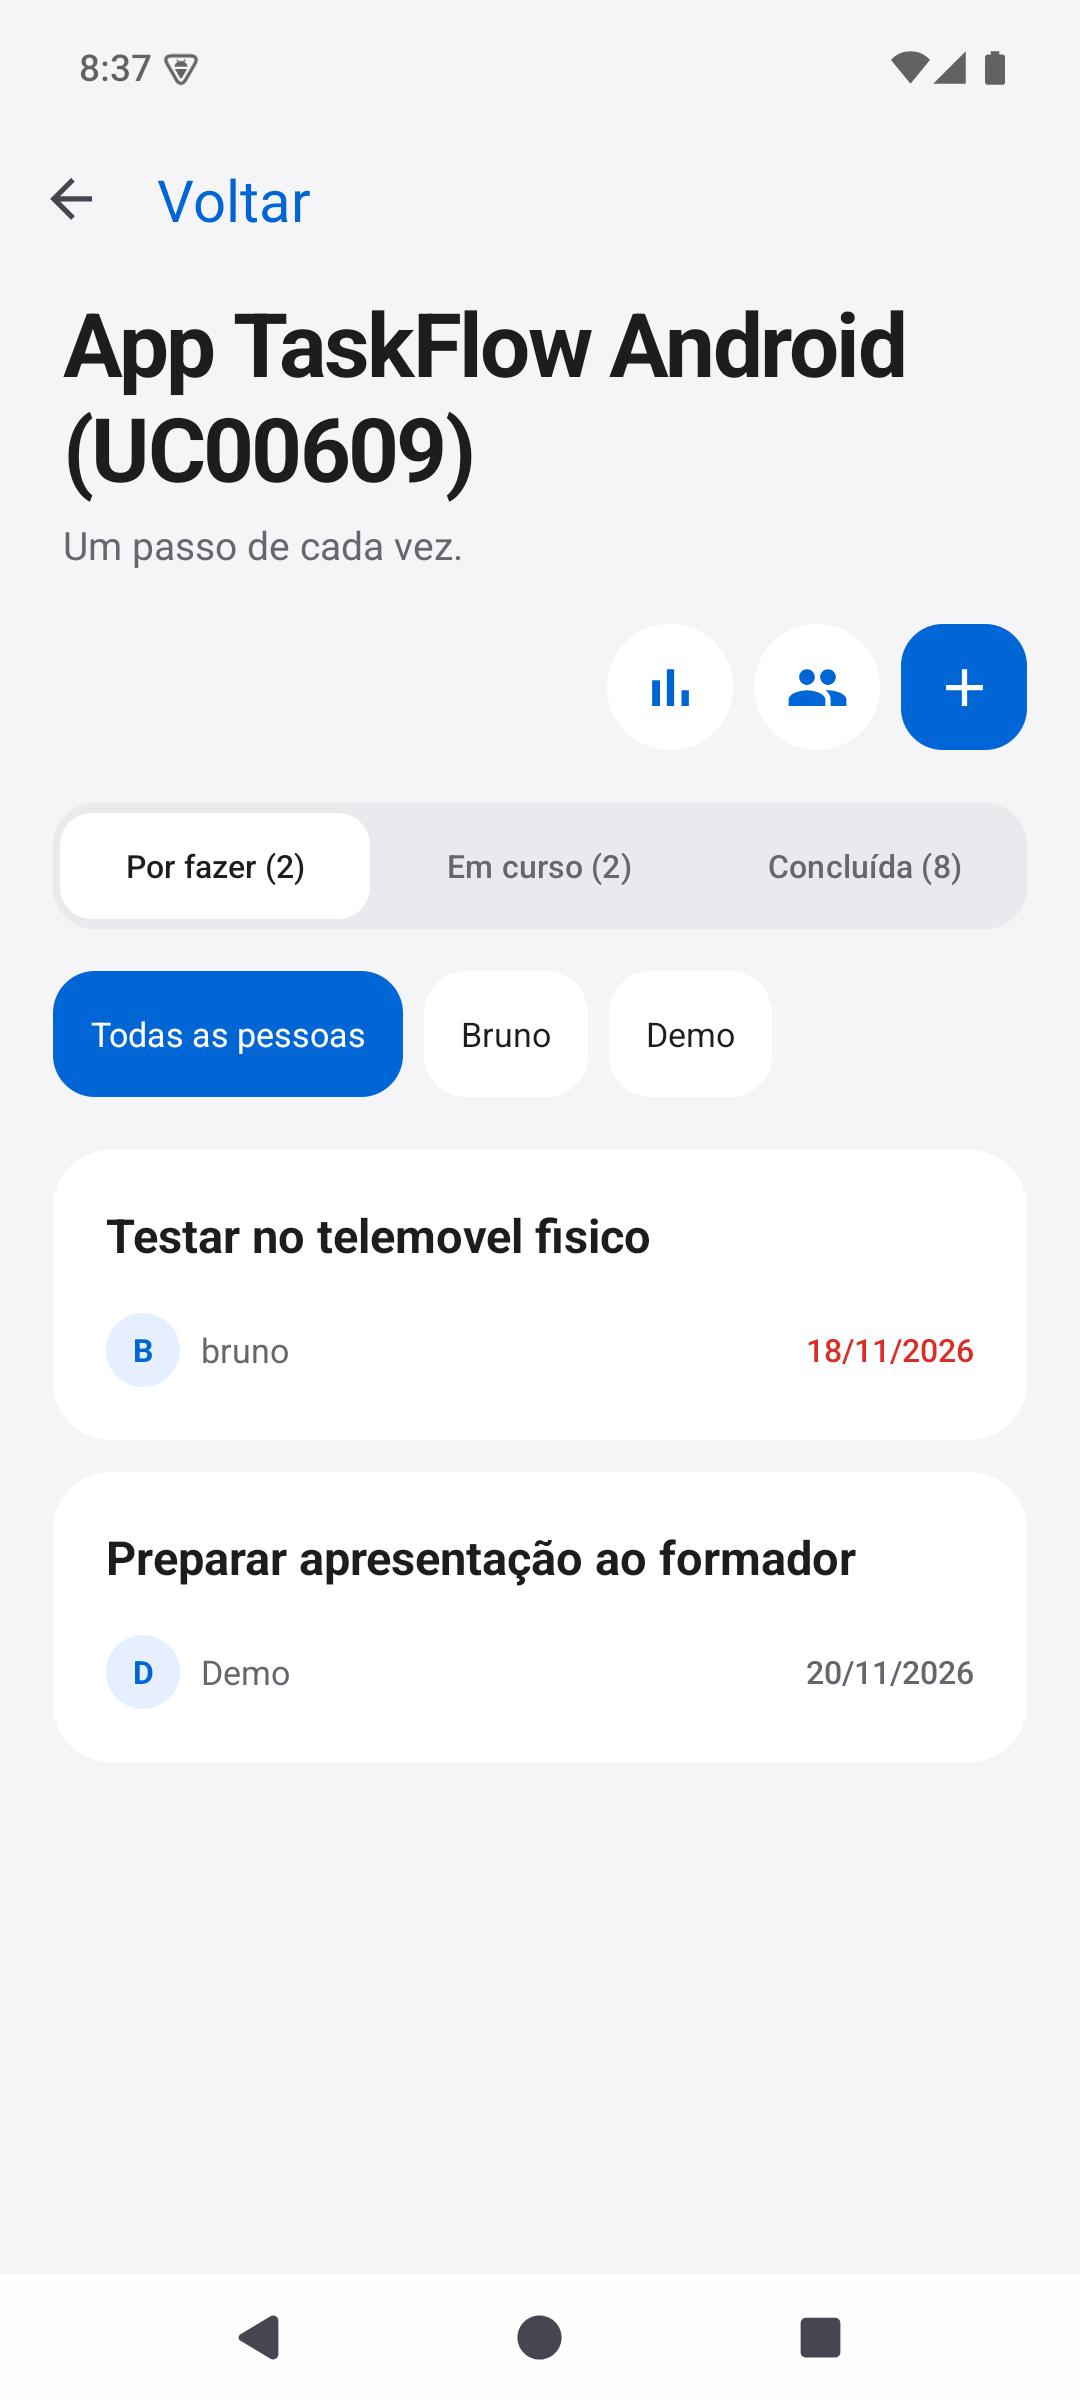 8:37
Voltar
App TaskFlow Android
(UC00609)
Um passo de cada vez.
Por fazer (2)
Em curso (2)
Concluída (8)
Todas as pessoas
Bruno
Demo
Testar no telemovel fisico
B
bruno
18/11/2026
Preparar apresentação ao formador
D
Demo
20/11/2026